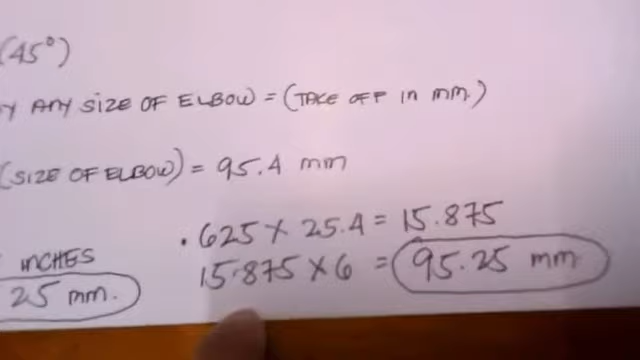 (45°)
Y ANY SIZE OF ELBOW = (TAKE OFF IN mm.)
(SIZE OF ELBOW) = 95.4 mm
.625 X 25.4 = 15.875
INCHES
15.875 X 6 = 95.25 mm
25 mm.